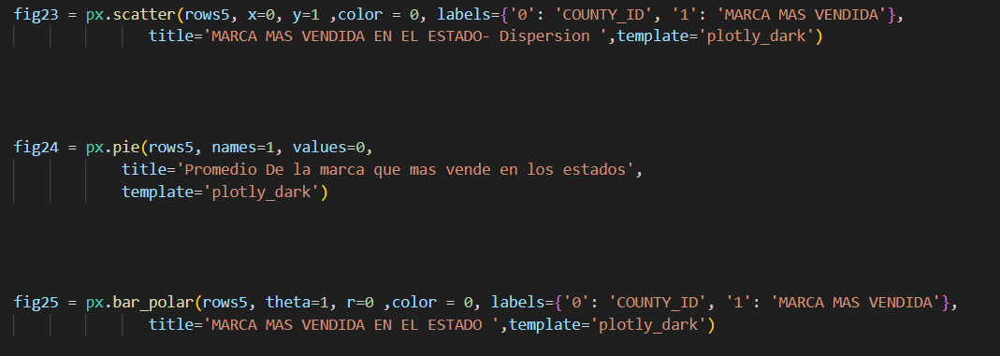 fig23 = px.scatter(rows5, x=0, y=1 ,color = 0, labels={'0': 'COUNTY_ID', '1': 'MARCA MAS VENDIDA'},
title='MARCA MAS VENDIDA EN EL ESTADO- Dispersion ',template='plotly_dark')
fig24 = px.pie(rows5, names=1, values=0,
title='Promedio De la marca que mas vende en los estados',
template='plotly_dark')
fig25 = px.bar_polar(rows5, theta=1, r=0 ,color = 0, labels={'0': 'COUNTY_ID', '1': 'MARCA MAS VENDIDA'},
title='MARCA MAS VENDIDA EN EL ESTADO ',template='plotly_dark')